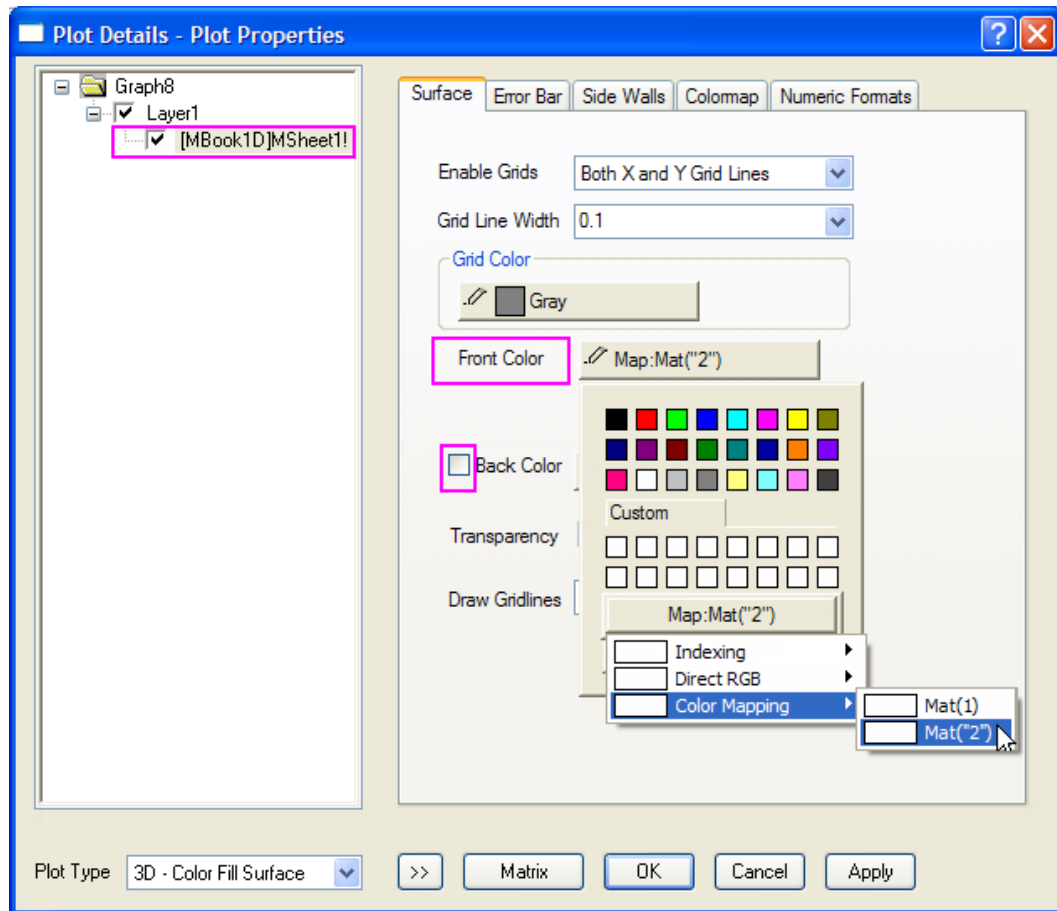 Plot Details - Plot Properties
Graph8
Layer1
[MBook1D]MSheet1!
Surface
Error Bar
Side Walls
Colormap
Numeric Formats
Enable Grids
Both X and Y Grid Lines
Grid Line Width
0.1
Grid Color
Gray
Front Color
Map:Mat("2")
Back Color
Custom
Transparency
Draw Gridlines
Map:Mat("2")
Indexing
Direct RGB
Color Mapping
Mat(1)
Mat("2")
Plot Type
3D - Color Fill Surface
>>
Matrix
OK
Cancel
Apply